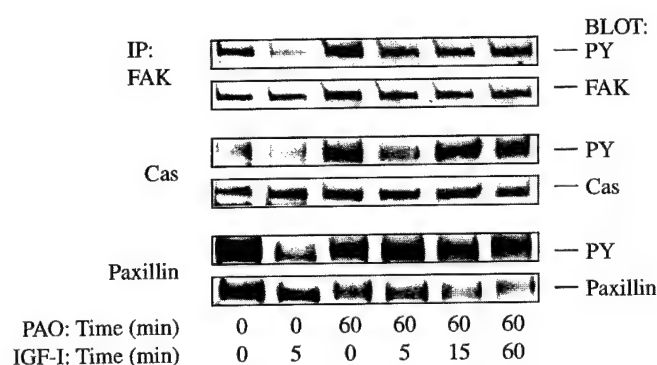 BLOT:
IP: — PY
FAK
— FAK
— PY
Cas
— Cas
— PY
Paxillin
— Paxillin
PAO: Time (min) 0 0 60 60 60 60
IGF-I: Time (min) 0 5 0 5 15 60